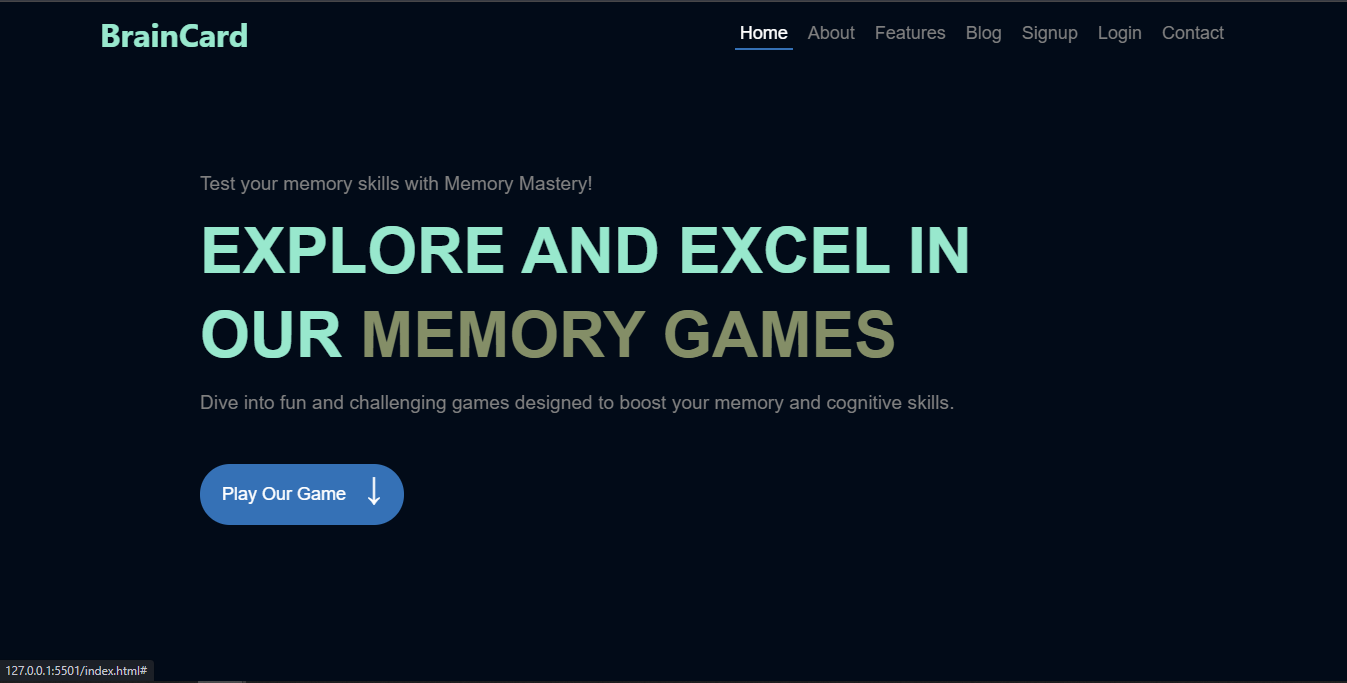 BrainCard
Home About Features Blog Signup Login Contact
Test your memory skills with Memory Mastery!
EXPLORE AND EXCEL IN
OUR MEMORY GAMES
Dive into fun and challenging games designed to boost your memory and cognitive skills.
Play Our Game ↓
127.0.0.1:5501/index.html#